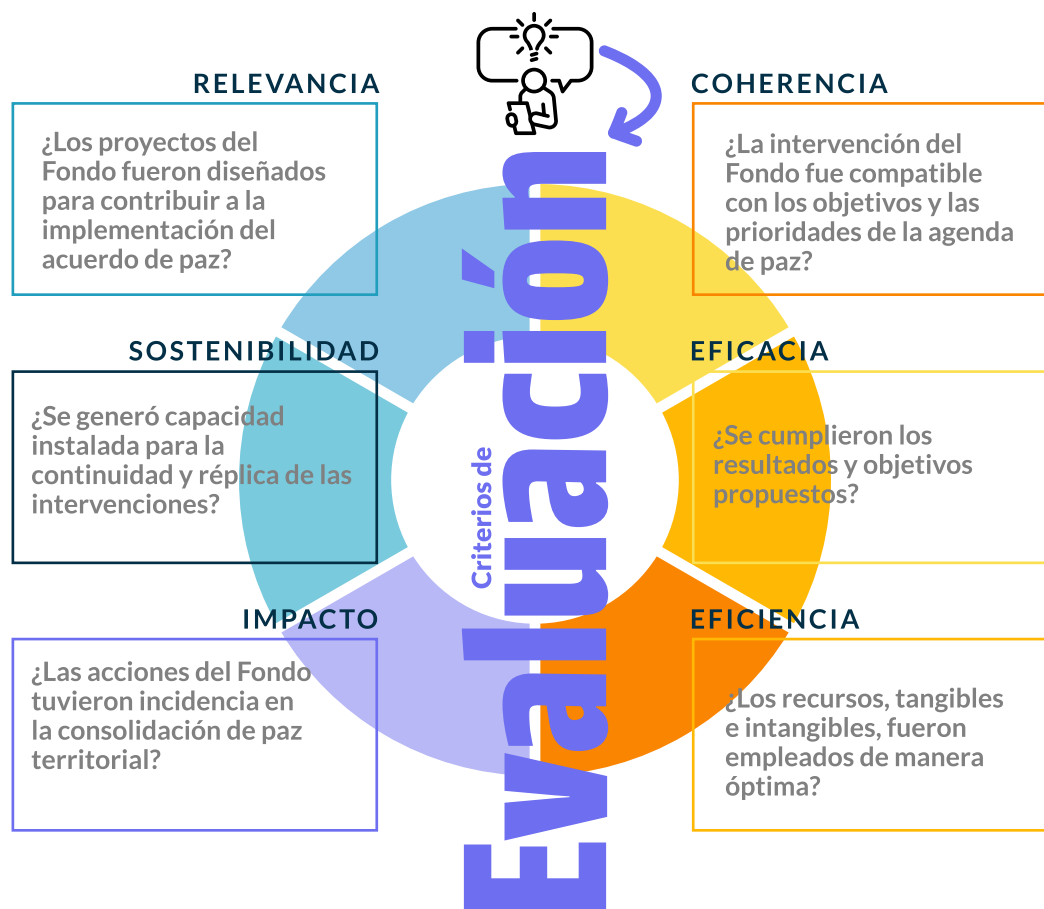 RELEVANCIA
¿Los proyectos del
Fondo fueron diseñados
para contribuir a la
implementación del
acuerdo de paz?
COHERENCIA
¿La intervención del
Fondo fue compatible
con los objetivos y las
prioridades de la agenda
de paz?
SOSTENIBILIDAD
¿Se generó capacidad
instalada para la
continuidad y réplica de las
intervenciones?
Criterios de
Evaluación
EFICACIA
¿Se cumplieron los
resultados y objetivos
propuestos?
IMPACTO
¿Las acciones del Fondo
tuvieron incidencia en
la consolidación de paz
territorial?
EFICIENCIA
¿Los recursos, tangibles
e intangibles, fueron
empleados de manera
óptima?